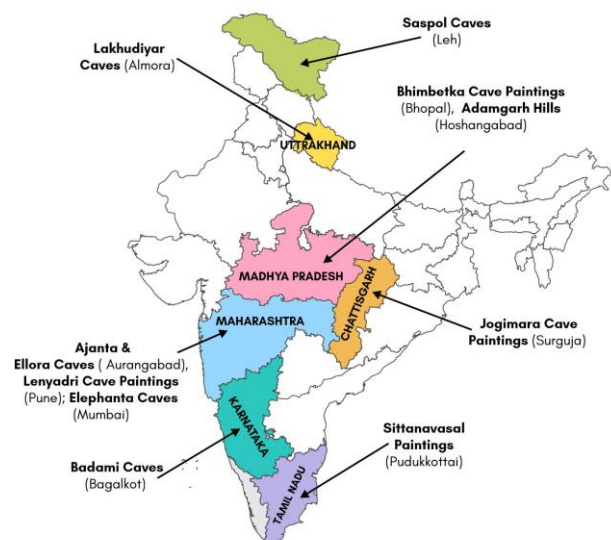 Saspol Caves
(Leh)
Lakhudiyar
Caves (Almora)
Bhimbetka Cave Paintings
(Bhopal), Adamgarh Hills
(Hoshangabad)
UTTRAKHAND
MADHYA PRADESH
CHATTISGARH
MAHARASHTRA
Jogimara Cave
Paintings (Surguja)
Ajanta &
Ellora Caves ( Aurangabad),
Lenyadri Cave Paintings
(Pune); Elephanta Caves
(Mumbai)
KARNATAKA
Sittanavasal
Paintings
(Pudukkottai)
Badami Caves
(Bagalkot)
TAMIL NADU